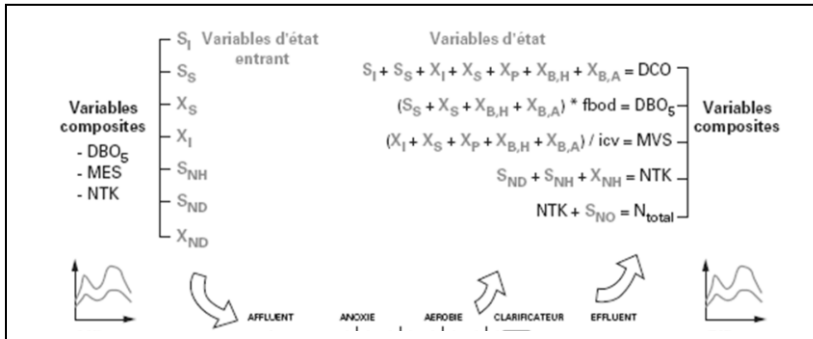 Variables composites
- DBO₅
- MES
- NTK
Variables d'état entrant
S_I
S_S
X_S
X_I
S_NH
S_ND
X_ND
Variables d'état
S_I + S_S + X_I + X_S + X_P + X_B,H + X_B,A = DCO
(S_S + X_S + X_B,H + X_B,A) * fbod = DBO₅
(X_I + X_S + X_P + X_B,H + X_B,A) / icv = MVS
S_ND + S_NH + X_NH = NTK
NTK + S_NO = N_total
Variables composites
AFFLUENT
ANOXIE
AEROBIE
CLARIFICATEUR
EFFLUENT